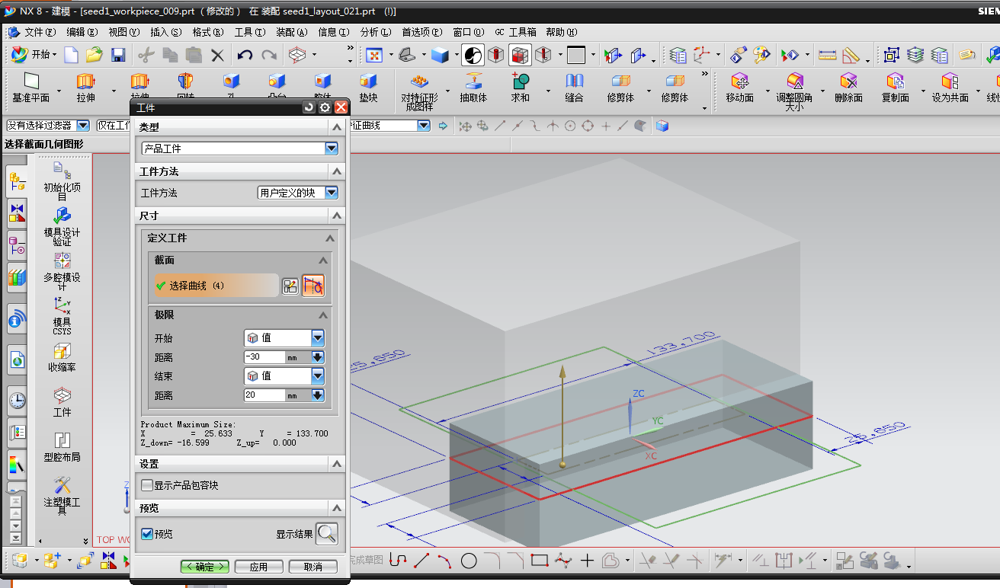 NX 8 - 建模 - [seed1_workpiece_009.prt （修改的） 在 装配 seed1_layout_021.prt (!)]
SIEM
文件(F) 编辑(E) 视图(V) 插入(S) 格式(R) 工具(T) 装配(A) 信息(I) 分析(L) 首选项(P) 窗口(O) GC 工具箱 帮助(H)
开始
基准平面 拉伸 拉伸 回转 孔 凸台 腔体 垫块 对特征形成图样 抽取体 求和 缝合 修剪体 修剪体 移动面 调整圆角大小 删除面 复制面 设为共面
没有选择过滤器 仅在工作 征曲线
选择截面几何图形
初始化项目
模具设计验证
多腔模设计
模具 CSYS
收缩率
工件
型腔布局
注塑模工具
工件
类型
产品工件
工件方法
工件方法 用户定义的块
尺寸
定义工件
截面
选择曲线 (4)
极限
开始 值
距离 -30 mm
结束 值
距离 20 mm
Product Maximum Size:
X = 25.633 Y = 133.700
Z_down= -16.599 Z_up= 0.000
设置
显示产品包容块
预览
预览 显示结果
< 确定 > 应用 取消
133,700
25,650
25,650
ZC
YC
XC
Z
TOP WO
完成草图